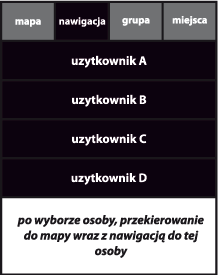 mapa nawigacja grupa miejsca
uzytkownik A
uzytkownik B
uzytkownik C
uzytkownik D
po wyborze osoby, przekierowanie
do mapy wraz z nawigacją do tej
osoby